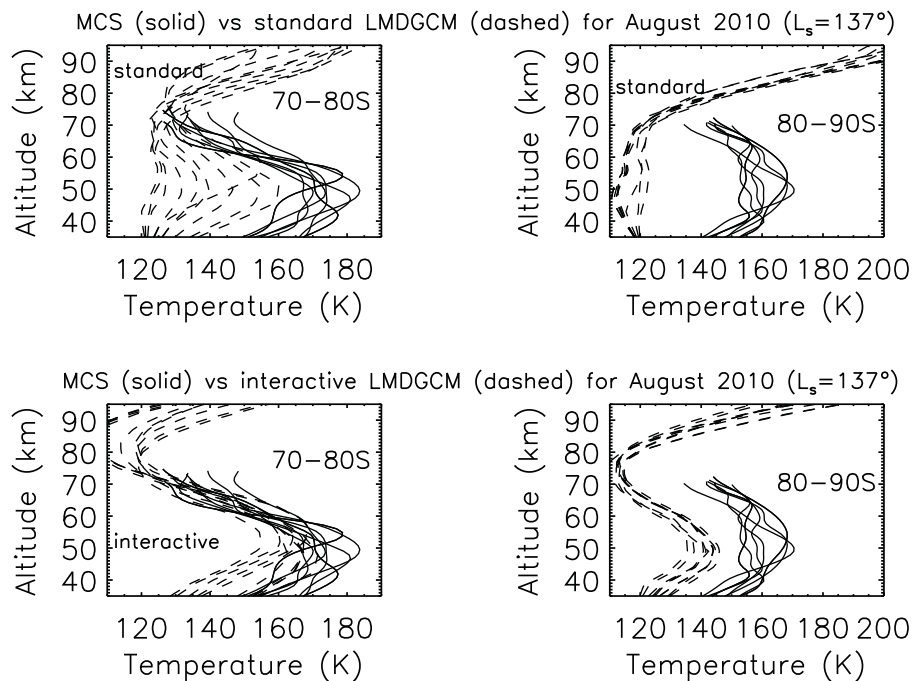 MCS (solid) vs standard LMDGCM (dashed) for August 2010 (Ls=137°)
Altitude (km)
90
80
70
60
50
40
standard
70−80S
120 140 160 180
Temperature (K)
Altitude (km)
90
80
70
60
50
40
standard
80−90S
120 140 160 180 200
Temperature (K)
MCS (solid) vs interactive LMDGCM (dashed) for August 2010 (Ls=137°)
Altitude (km)
90
80
70
60
50
40
70−80S
interactive
120 140 160 180
Temperature (K)
Altitude (km)
90
80
70
60
50
40
80−90S
120 140 160 180 200
Temperature (K)